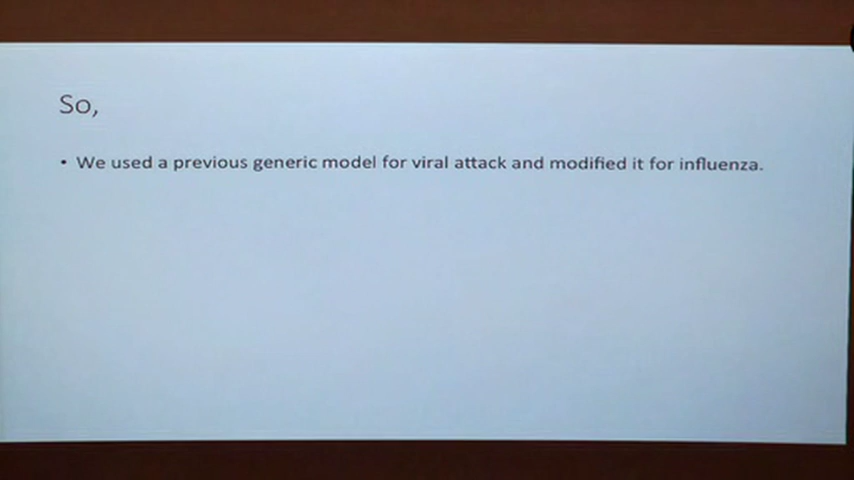 So,
• We used a previous generic model for viral attack and modified it for influenza.